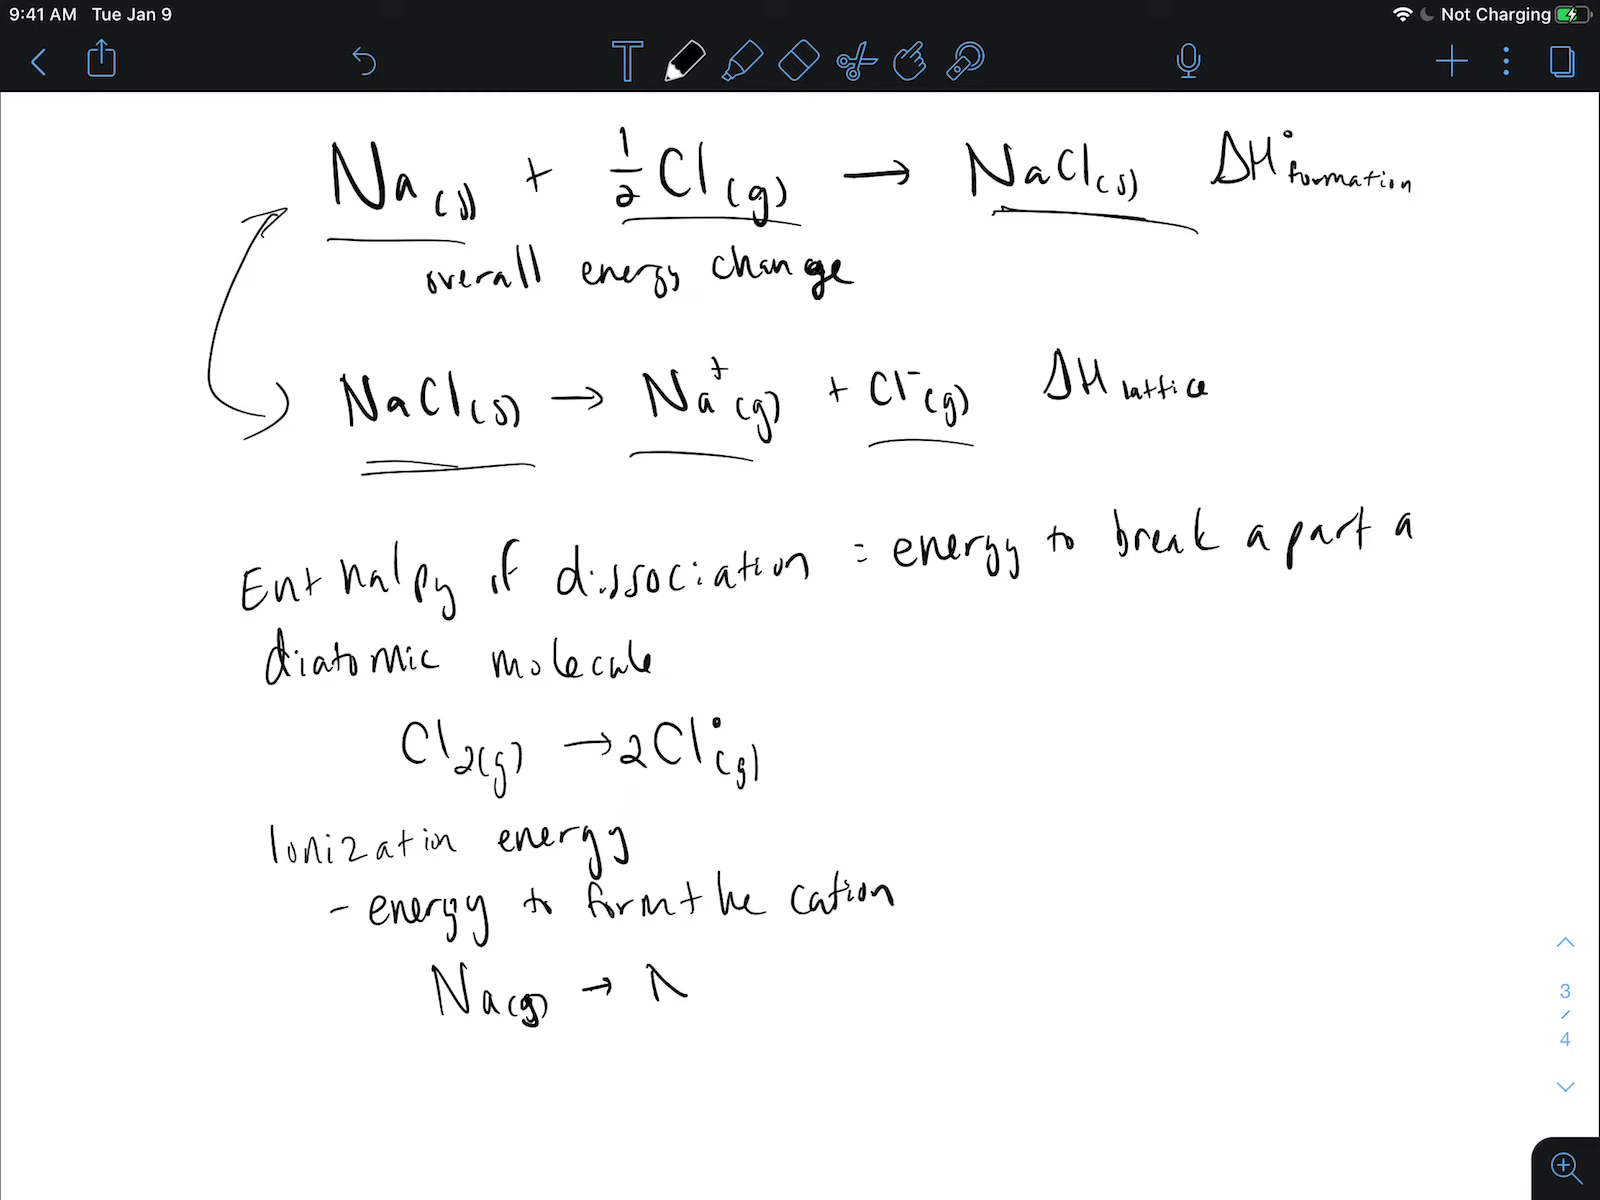 9:41 AM Tue Jan 9
Not Charging
T
Na(s) + 1/2 Cl(g) → NaCl(s) ΔH°formation
overall energy change
NaCl(s) → Na⁺(g) + Cl⁻(g) ΔH lattice
Enthalpy of dissociation = energy to break apart a
diatomic molecule
Cl₂(g) → 2Cl•(g)
Ionization energy
- energy to form the cation
Na(g) → N
3
/
4